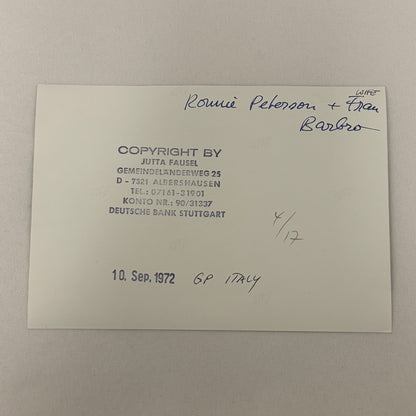 WIFE
Ronnie Peterson + Frau
Barbro
COPYRIGHT BY
JUTTA FAUSEL
GEMEINDELÄNDERWEG 25
D - 7321 ALBERSHAUSEN
TEL.: 07161-31901
KONTO NR.: 90/31337
DEUTSCHE BANK STUTTGART
4/17
10. Sep. 1972 GP ITALY